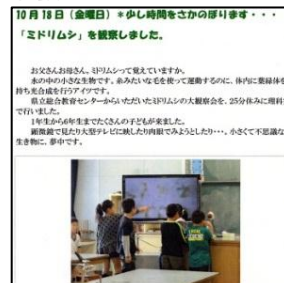 10月18日（金曜日）＊少し時間をさかのぼります・・・
「ミドリムシ」を観察しました。
お父さんお母さん。ミドリムシって覚えていますか。
水の中の小さな生物です。糸みたいな毛を使って運動するのに、体内に葉緑体を
持ち光合成を行うアイツです。
県立総合教育センターからいただいたミドリムシの大観察会を、25分休みに理科
で行いました。
1年生から6年生までたくさんの子どもが来ました。
顕微鏡で見たり大型テレビに映したり肉眼でみようとしたり・・・。小さくて不思議な
生き物に、夢中です。